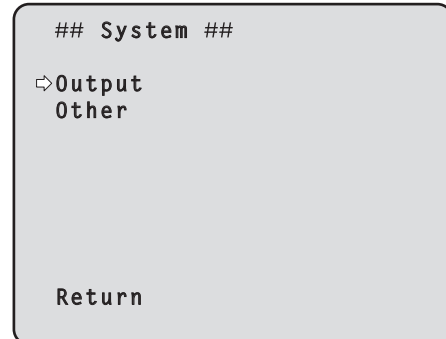 ## System ##
⇨Output
Other
Return